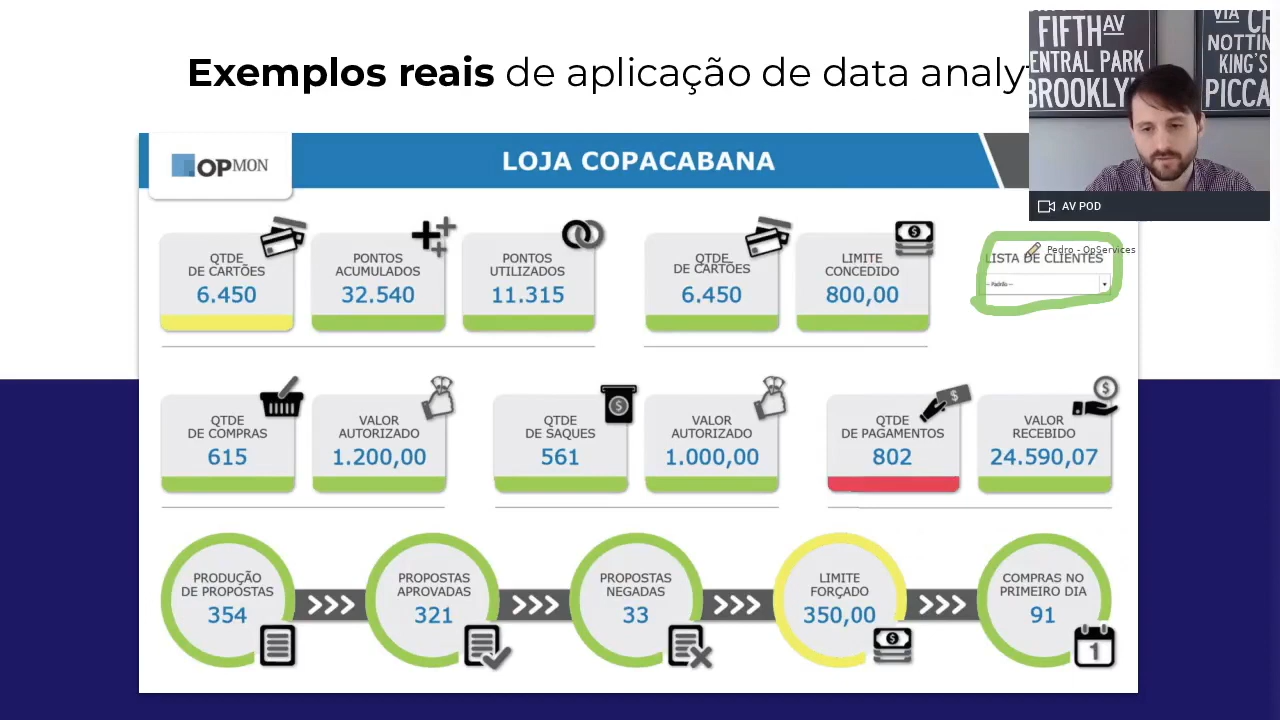 Exemplos reais de aplicação de data analy
FIFTH AV
CENTRAL PARK
BROOKLY
VIA
NOTTIN
KING'S
PICCA
AV POD
OPMON
LOJA COPACABANA
QTDE
DE CARTÕES
6.450
PONTOS
ACUMULADOS
32.540
PONTOS
UTILIZADOS
11.315
QTDE
DE CARTÕES
6.450
LIMITE
CONCEDIDO
800,00
Pedro - OpServices
LISTA DE CLIENTES
-- Padrão --
QTDE
DE COMPRAS
615
VALOR
AUTORIZADO
1.200,00
QTDE
DE SAQUES
561
VALOR
AUTORIZADO
1.000,00
QTDE
DE PAGAMENTOS
802
VALOR
RECEBIDO
24.590,07
PRODUÇÃO
DE PROPOSTAS
354
PROPOSTAS
APROVADAS
321
PROPOSTAS
NEGADAS
33
LIMITE
FORÇADO
350,00
COMPRAS NO
PRIMEIRO DIA
91
1